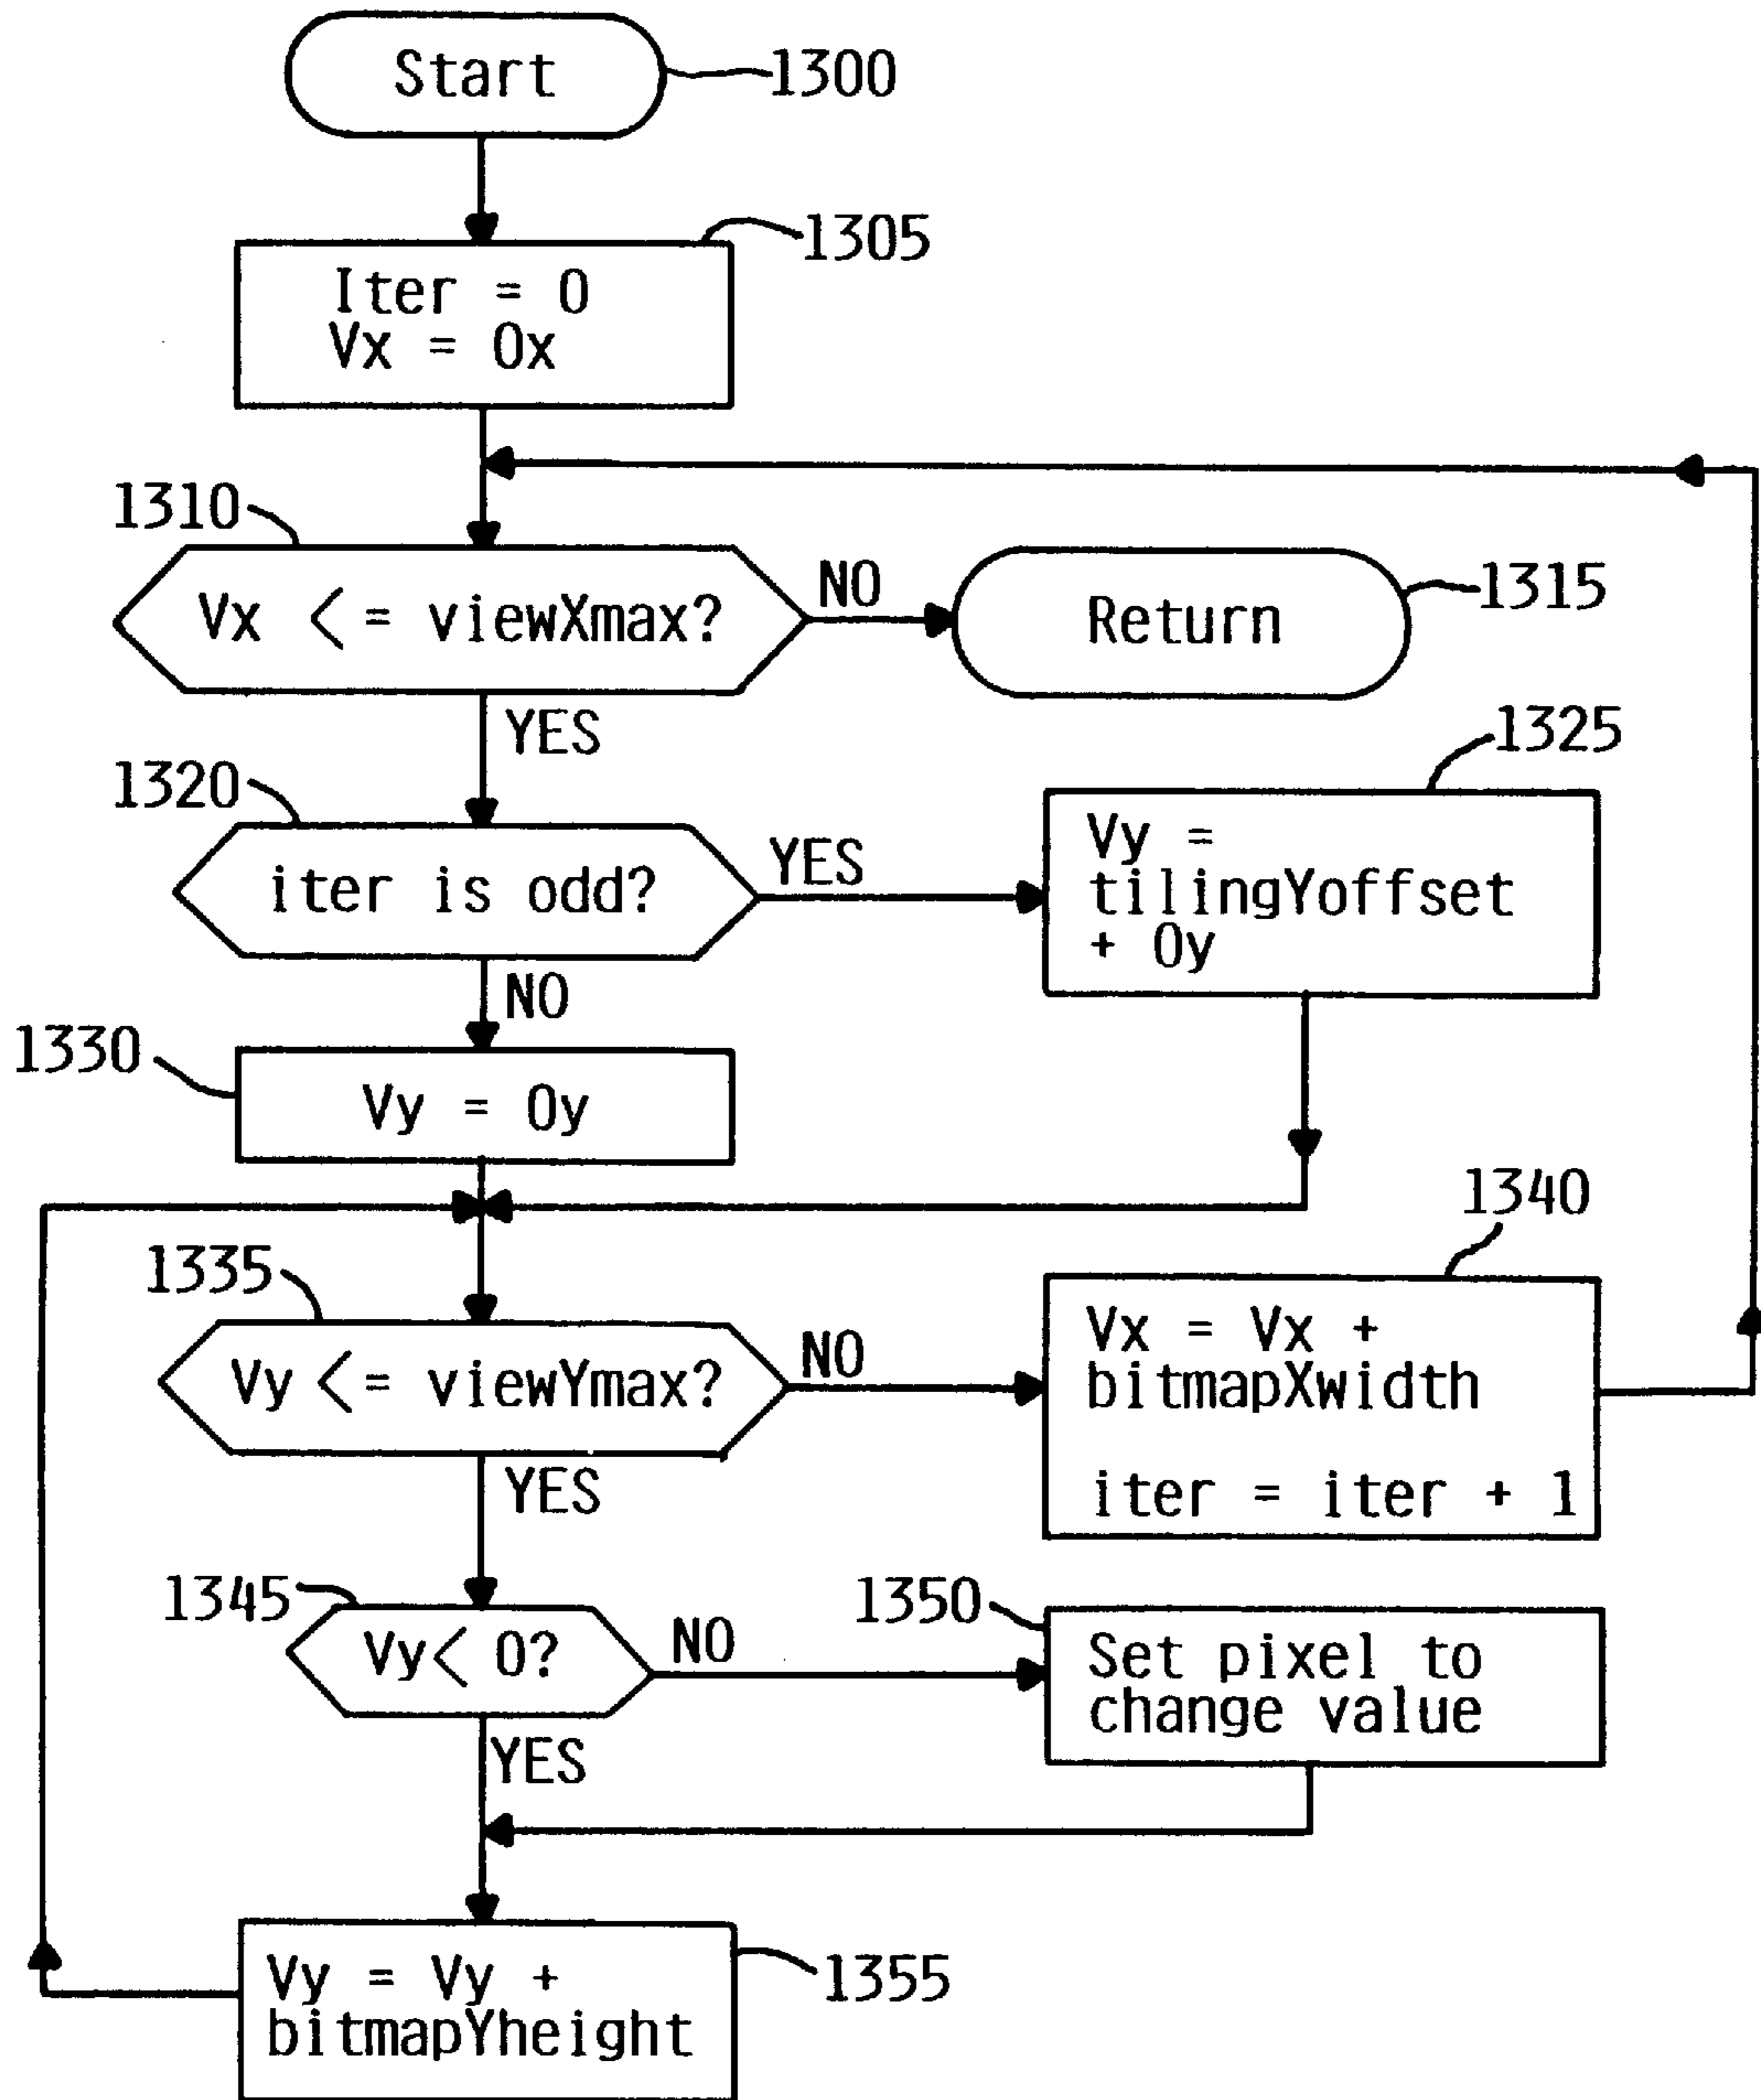 Start
1300
1305
Iter = 0
Vx = Ox
1310
Vx <= viewXmax?
NO
Return
1315
YES
1320
iter is odd?
YES
1325
Vy =
tilingYoffset
+ Oy
NO
1330
Vy = Oy
1335
Vy <= viewYmax?
NO
1340
Vx = Vx +
bitmapXwidth
iter = iter + 1
YES
1345
Vy< 0?
NO
1350
Set pixel to
change value
YES
Vy = Vy +
bitmapYheight
1355